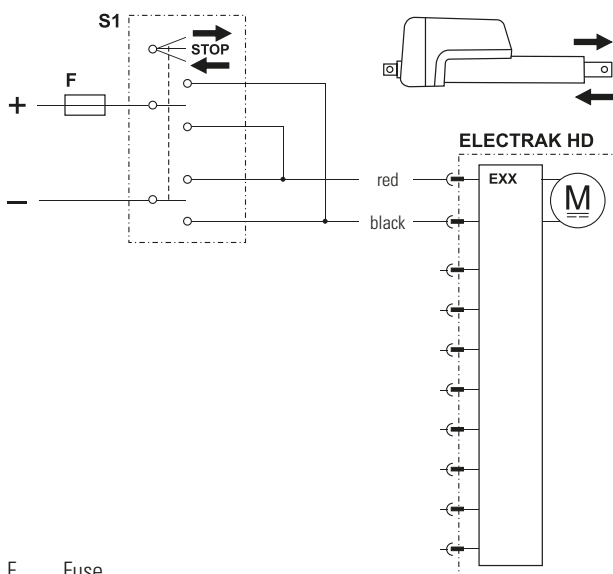 S1
STOP
F
+
−
ELECTRAK HD
red
EXX
M
black
F Fuse